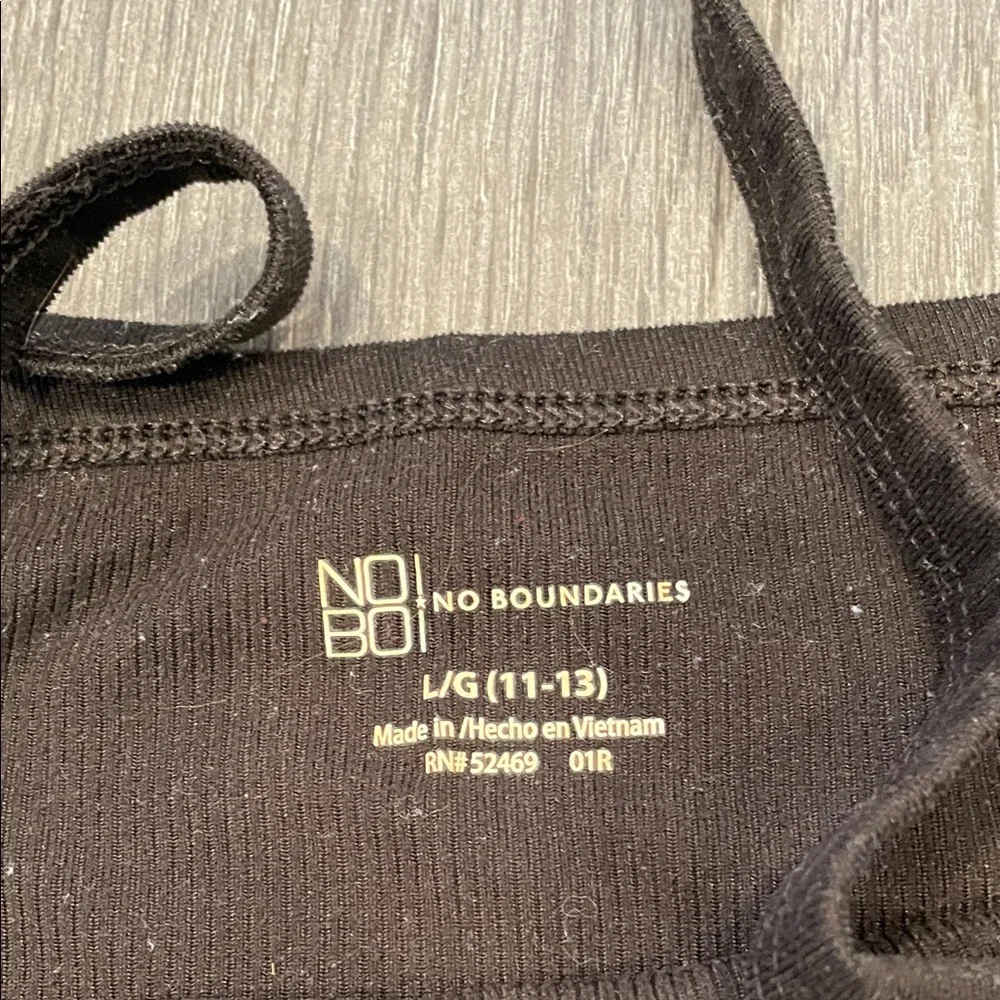 NO
BO
NO BOUNDARIES
L/G (11-13)
Made in /Hecho en Vietnam
RN# 52469 01R